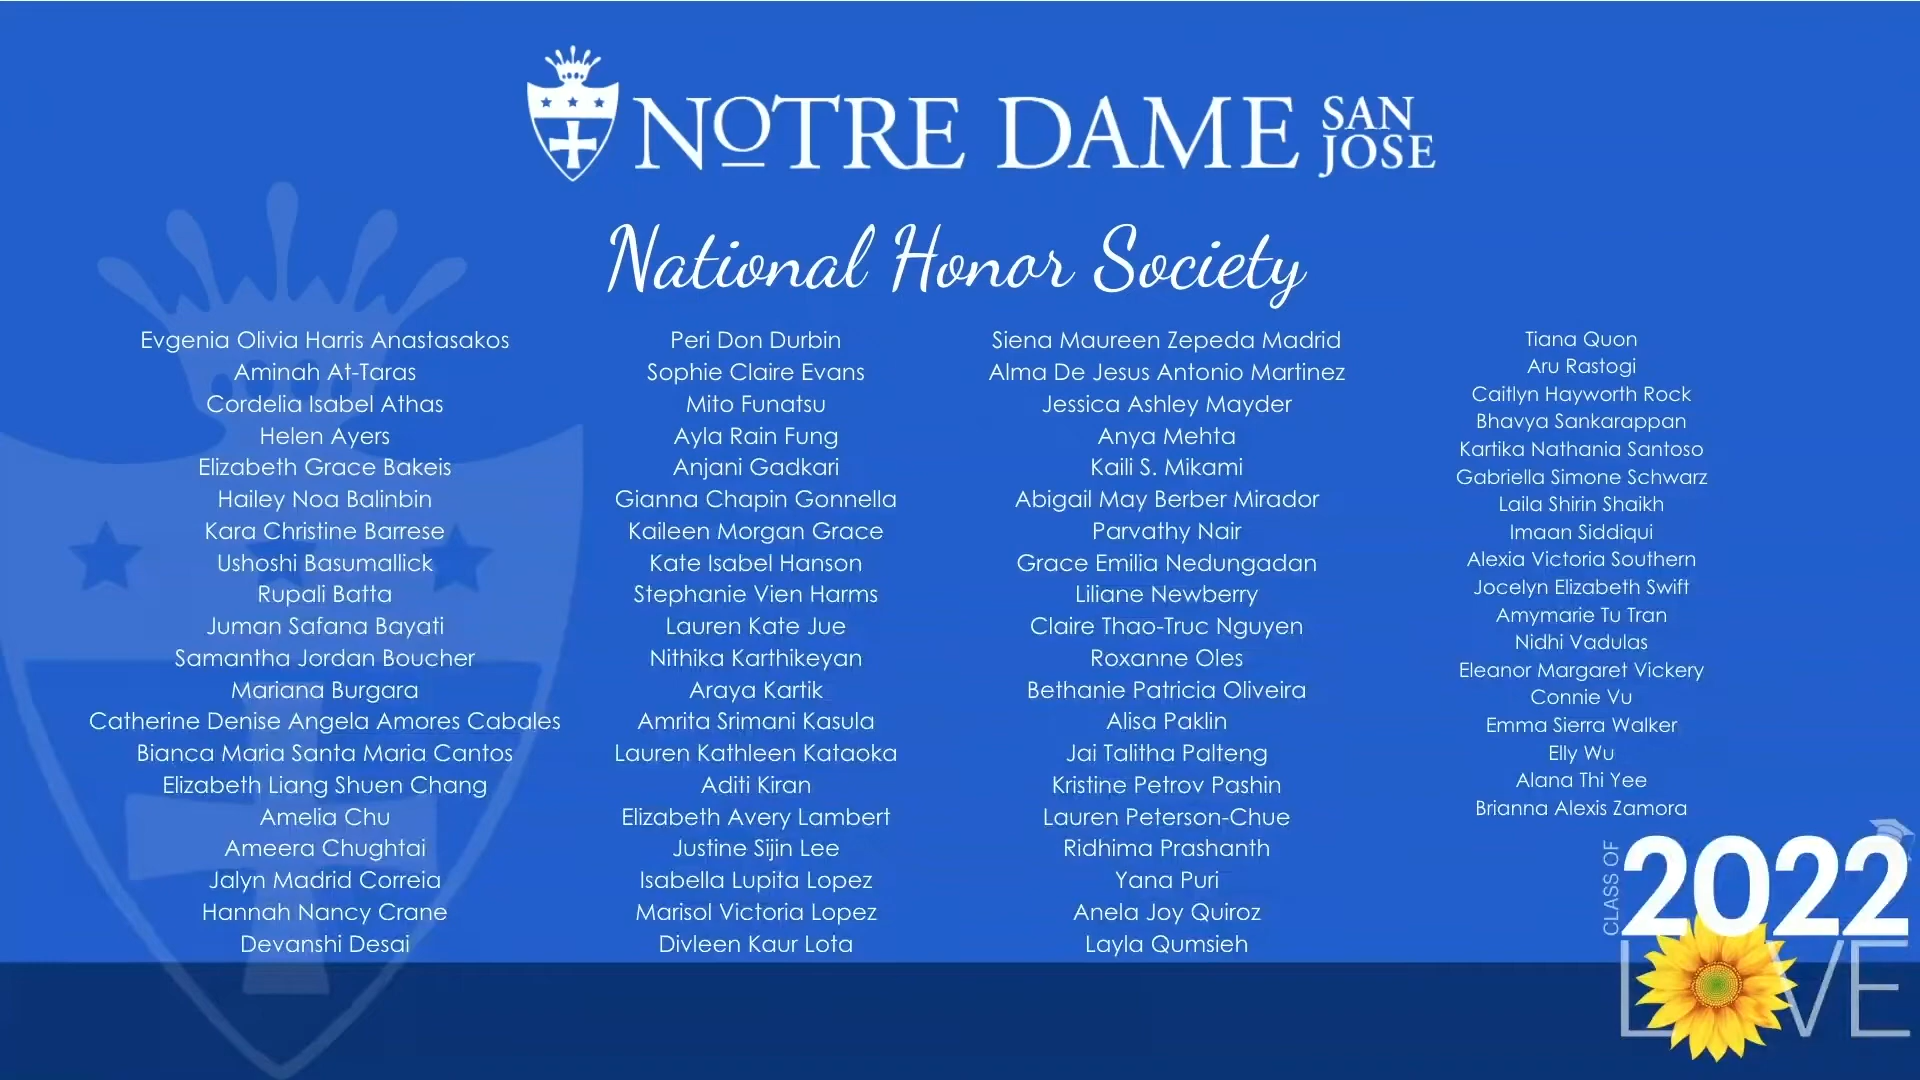 NOTRE DAME SAN JOSE
National Honor Society
Evgenia Olivia Harris Anastasakos
Aminah At-Taras
Cordelia Isabel Athas
Helen Ayers
Elizabeth Grace Bakeis
Hailey Noa Balinbin
Kara Christine Barrese
Ushoshi Basumallick
Rupali Batta
Juman Safana Bayati
Samantha Jordan Boucher
Mariana Burgara
Catherine Denise Angela Amores Cabales
Bianca Maria Santa Maria Cantos
Elizabeth Liang Shuen Chang
Amelia Chu
Ameera Chughtai
Jalyn Madrid Correia
Hannah Nancy Crane
Devanshi Desai
Peri Don Durbin
Sophie Claire Evans
Mito Funatsu
Ayla Rain Fung
Anjani Gadkari
Gianna Chapin Gonnella
Kaileen Morgan Grace
Kate Isabel Hanson
Stephanie Vien Harms
Lauren Kate Jue
Nithika Karthikeyan
Araya Kartik
Amrita Srimani Kasula
Lauren Kathleen Kataoka
Aditi Kiran
Elizabeth Avery Lambert
Justine Sijin Lee
Isabella Lupita Lopez
Marisol Victoria Lopez
Divleen Kaur Lota
Siena Maureen Zepeda Madrid
Alma De Jesus Antonio Martinez
Jessica Ashley Mayder
Anya Mehta
Kaili S. Mikami
Abigail May Berber Mirador
Parvathy Nair
Grace Emilia Nedungadan
Liliane Newberry
Claire Thao-Truc Nguyen
Roxanne Oles
Bethanie Patricia Oliveira
Alisa Paklin
Jai Talitha Palteng
Kristine Petrov Pashin
Lauren Peterson-Chue
Ridhima Prashanth
Yana Puri
Anela Joy Quiroz
Layla Qumsieh
Tiana Quon
Aru Rastogi
Caitlyn Hayworth Rock
Bhavya Sankarappan
Kartika Nathania Santoso
Gabriella Simone Schwarz
Laila Shirin Shaikh
Imaan Siddiqui
Alexia Victoria Southern
Jocelyn Elizabeth Swift
Amymarie Tu Tran
Nidhi Vadulas
Eleanor Margaret Vickery
Connie Vu
Emma Sierra Walker
Elly Wu
Alana Thi Yee
Brianna Alexis Zamora
CLASS OF 2022
LOVE